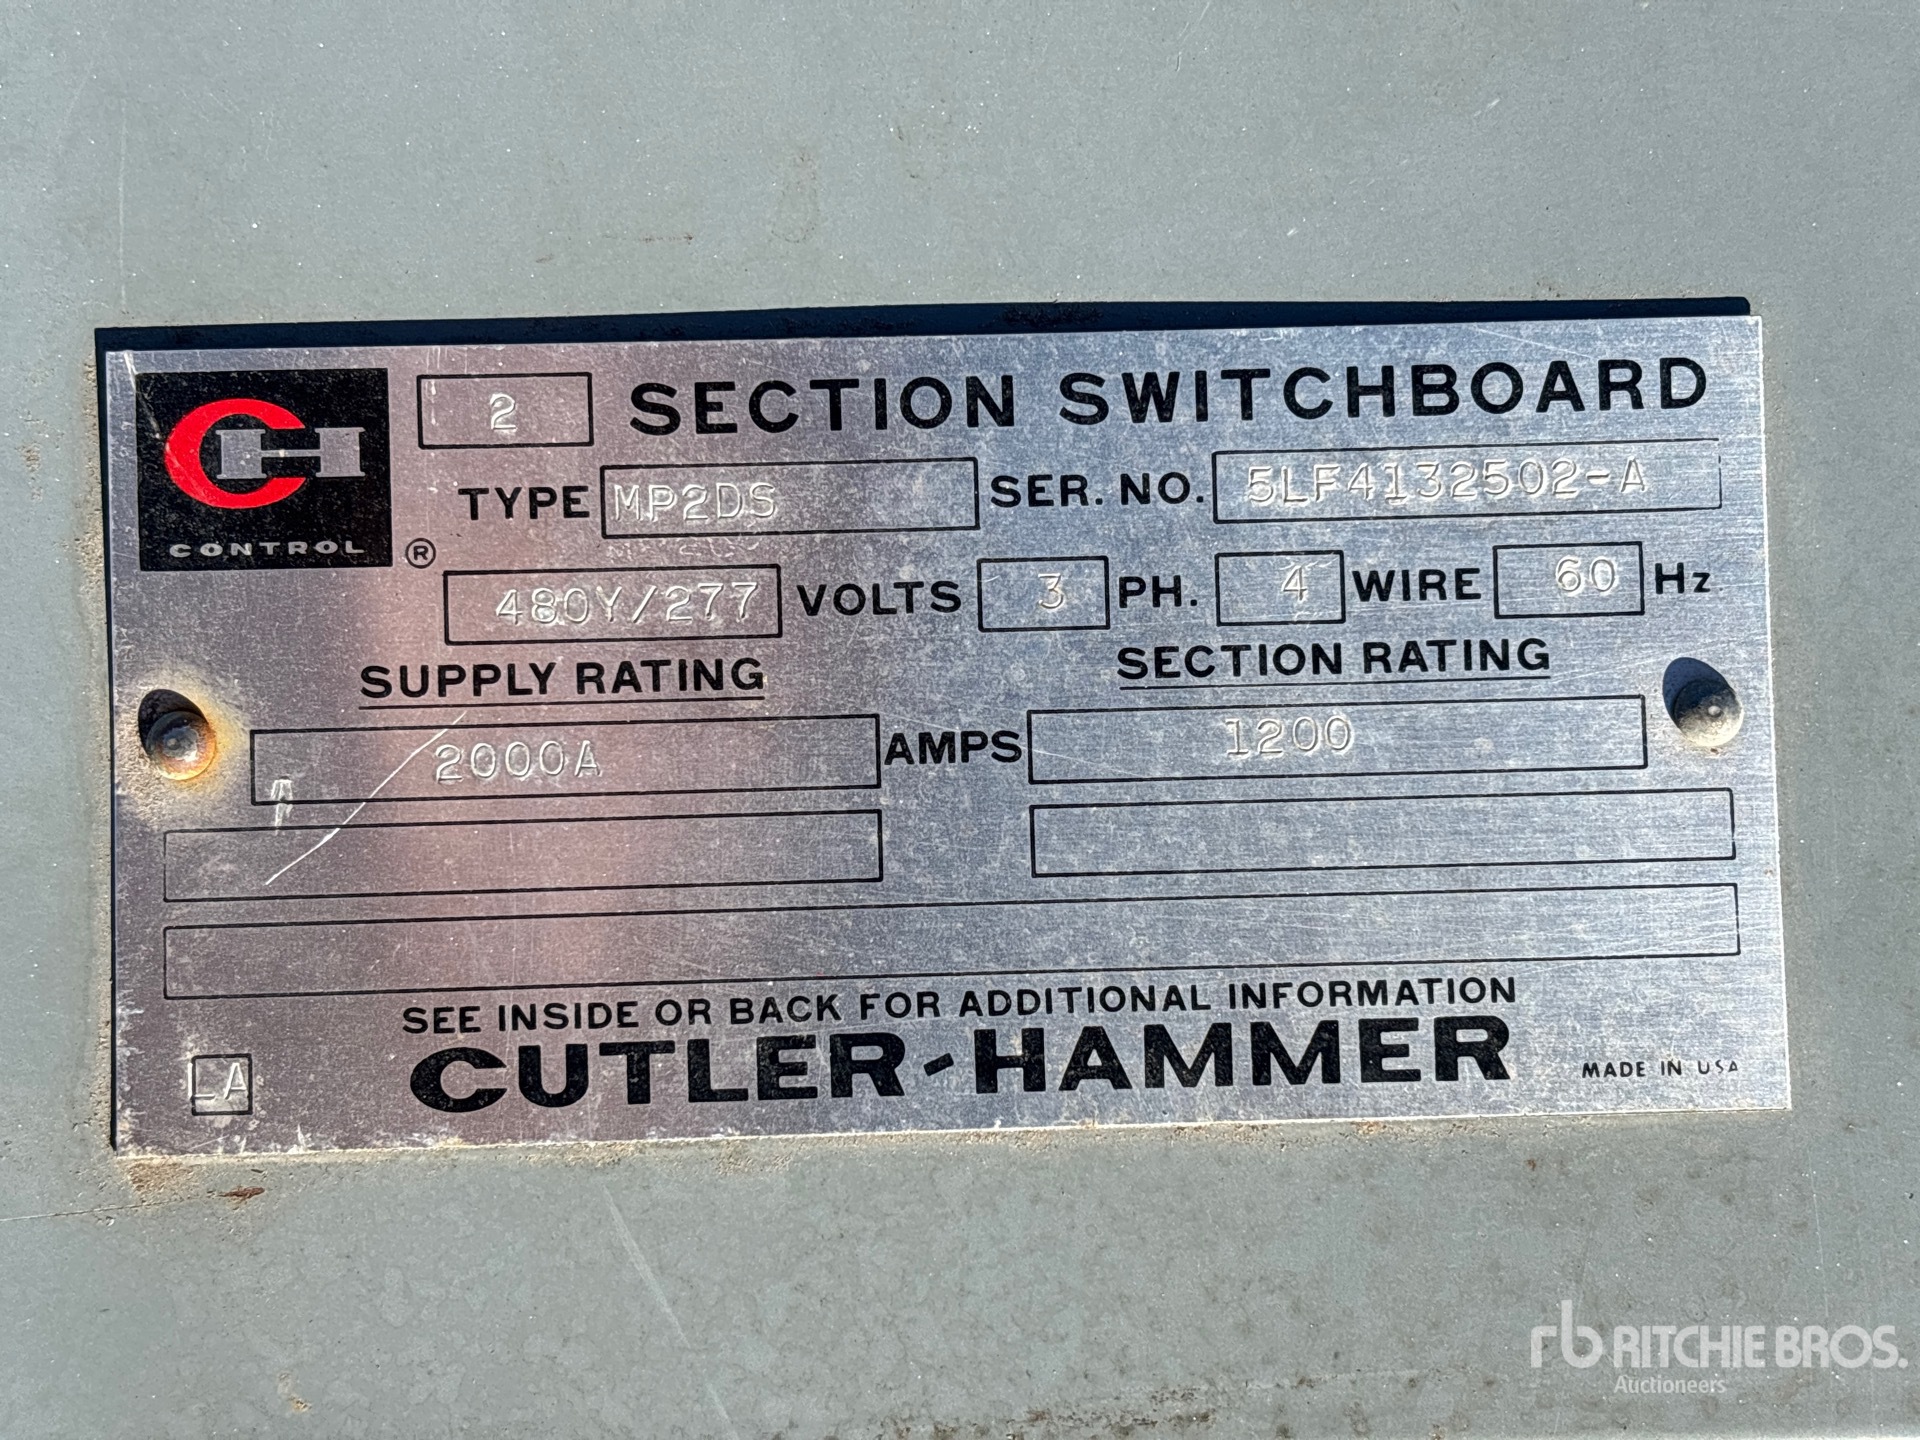 CH
CONTROL ®
2 SECTION SWITCHBOARD
TYPE MP2DS SER. NO. 5LF4132502-A
480Y/277 VOLTS 3 PH. 4 WIRE 60 Hz
SUPPLY RATING SECTION RATING
2000A AMPS 1200
SEE INSIDE OR BACK FOR ADDITIONAL INFORMATION
LA CUTLER-HAMMER MADE IN USA
rb RITCHIE BROS.
Auctioneers